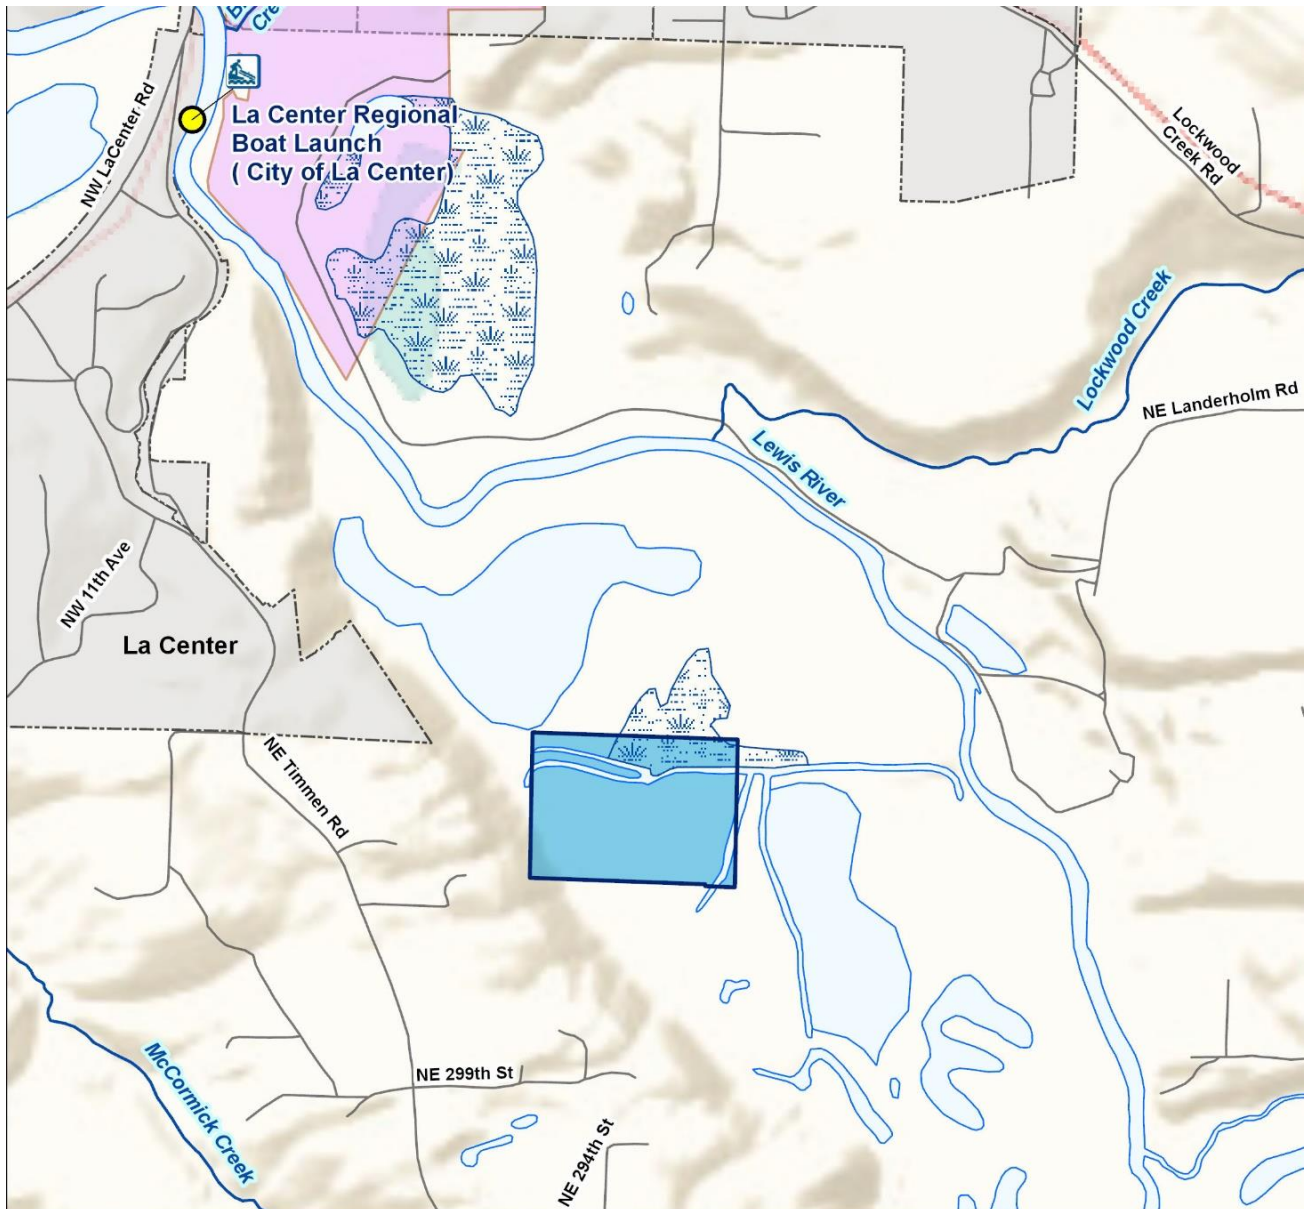 Cre
NW LaCenter Rd
La Center Regional
Boat Launch
( City of La Center)
Lockwood
Creek Rd
Lockwood Creek
NE Landerholm Rd
Lewis River
NW 11th Ave
La Center
NE Timmen Rd
McCormick Creek
NE 299th St
NE 294th St